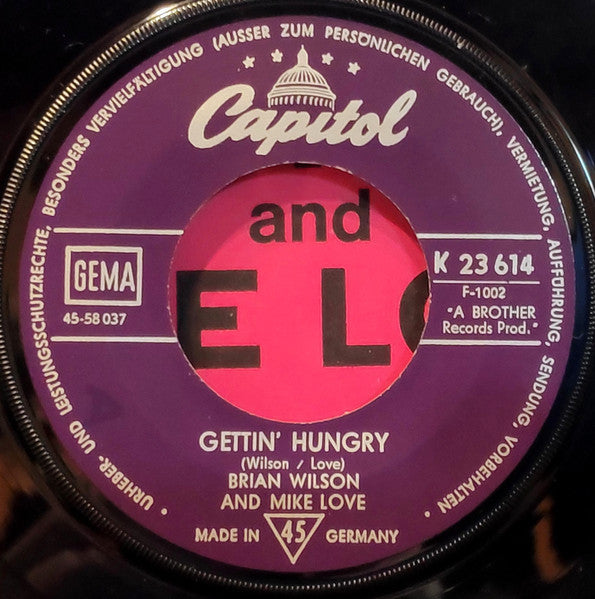 URHEBER- UND LEISTUNGSSCHUTZRECHTE, BESONDERS VERVIELFÄLTIGUNG (AUSSER ZUM PERSÖNLICHEN GEBRAUCH), VERMIETUNG, AUFFÜHRUNG, SENDUNG, VORBEHALTEN •
Capitol
and
E LO
GEMA
45-58 037
K 23 614
F-1002
"A BROTHER
Records Prod."
GETTIN' HUNGRY
(Wilson / Love)
BRIAN WILSON
AND MIKE LOVE
MADE IN 45 GERMANY